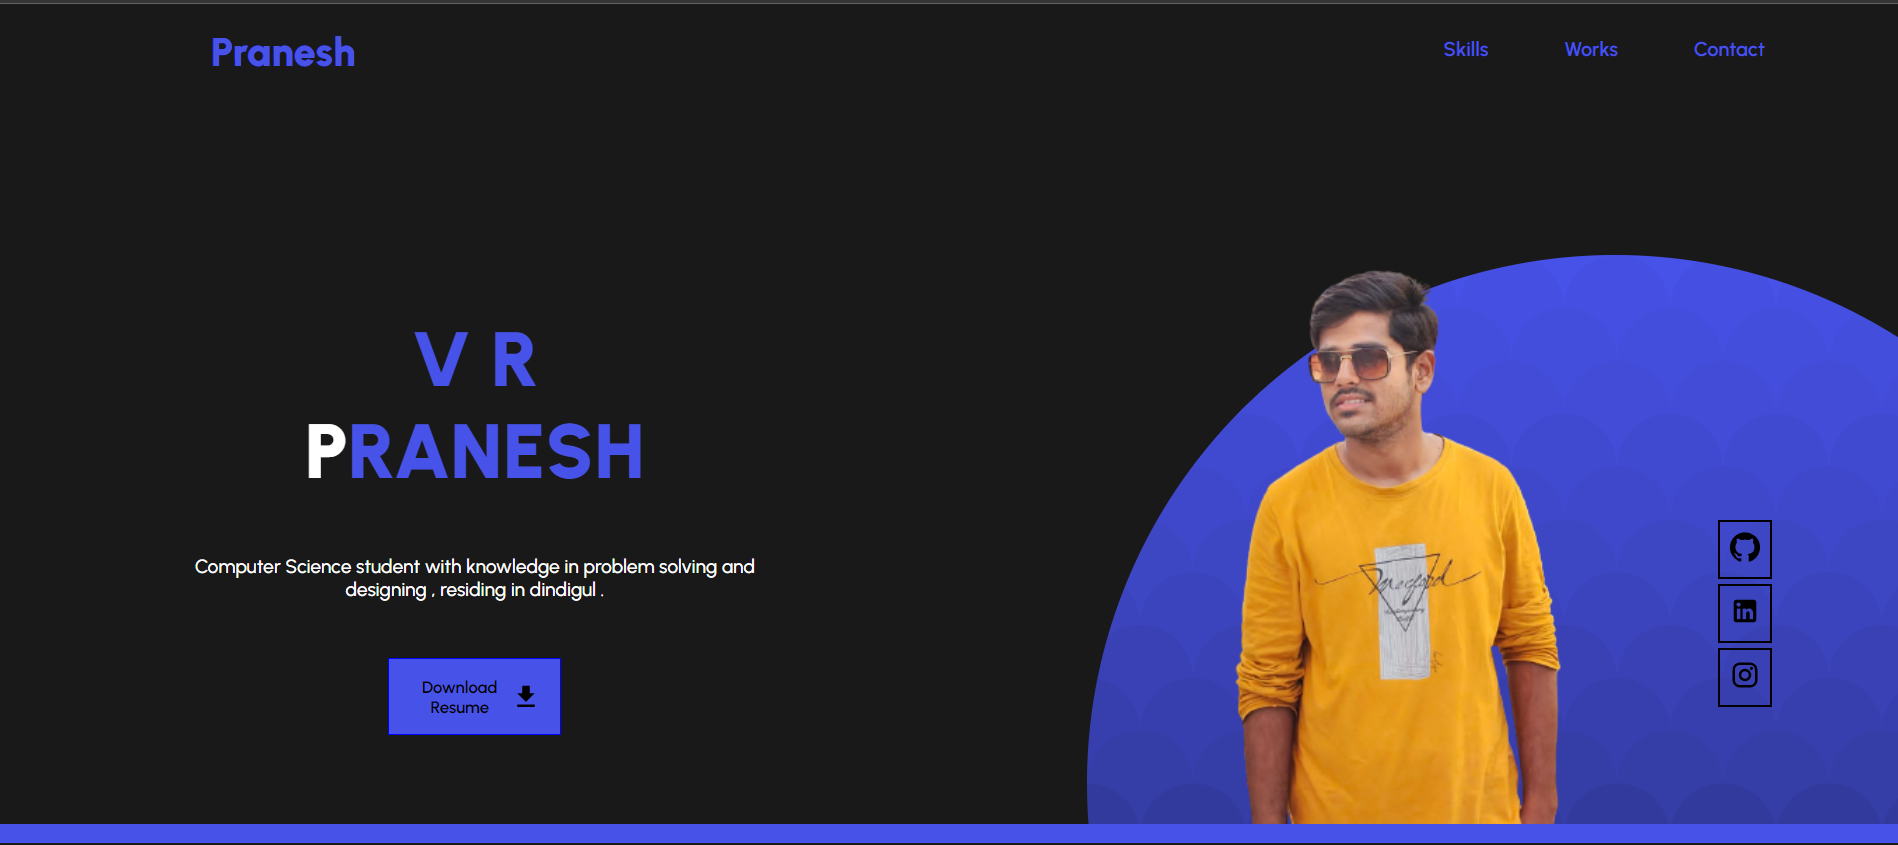 Pranesh
Skills
Works
Contact
V R
PRANESH
Computer Science student with knowledge in problem solving and
designing , residing in dindigul .
Download
Resume
in